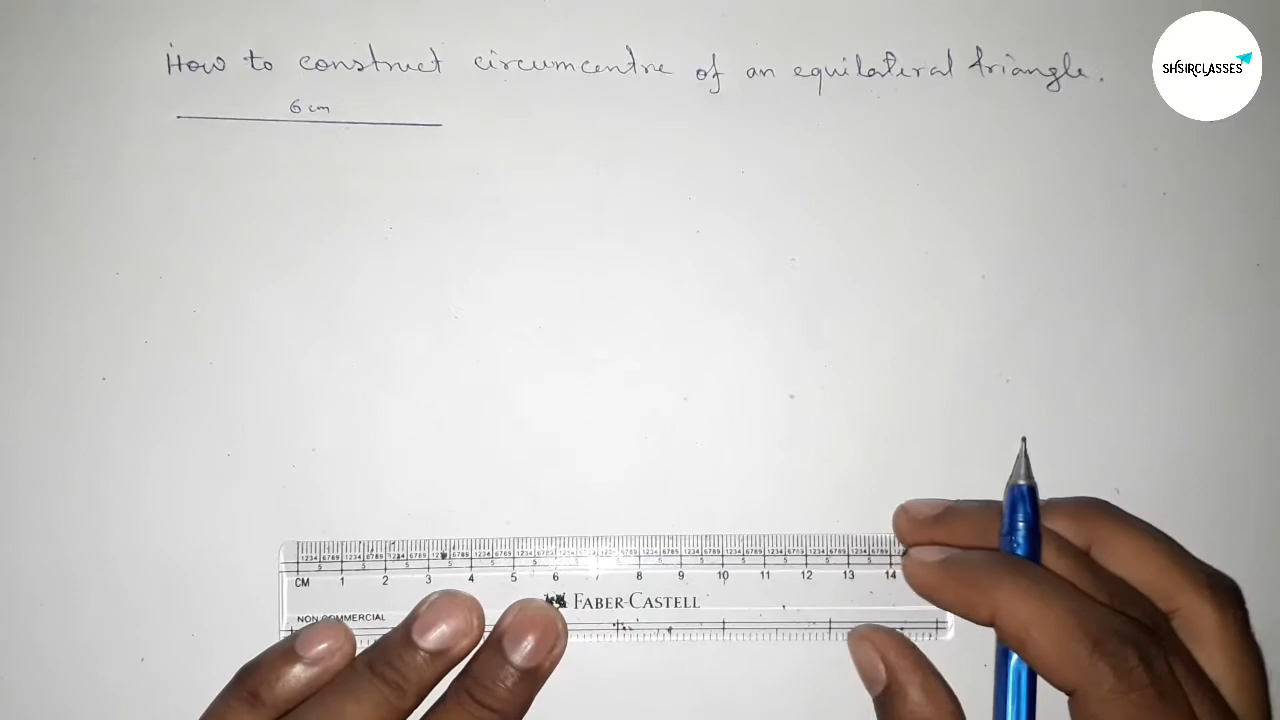 How to construct circumcentre of an equilateral triangle.
SHSIRCLASSES
6 cm
CM 1 2 3 4 5 6 7 8 9 10 11 12 13 14
FABER-CASTELL
NON COMMERCIAL